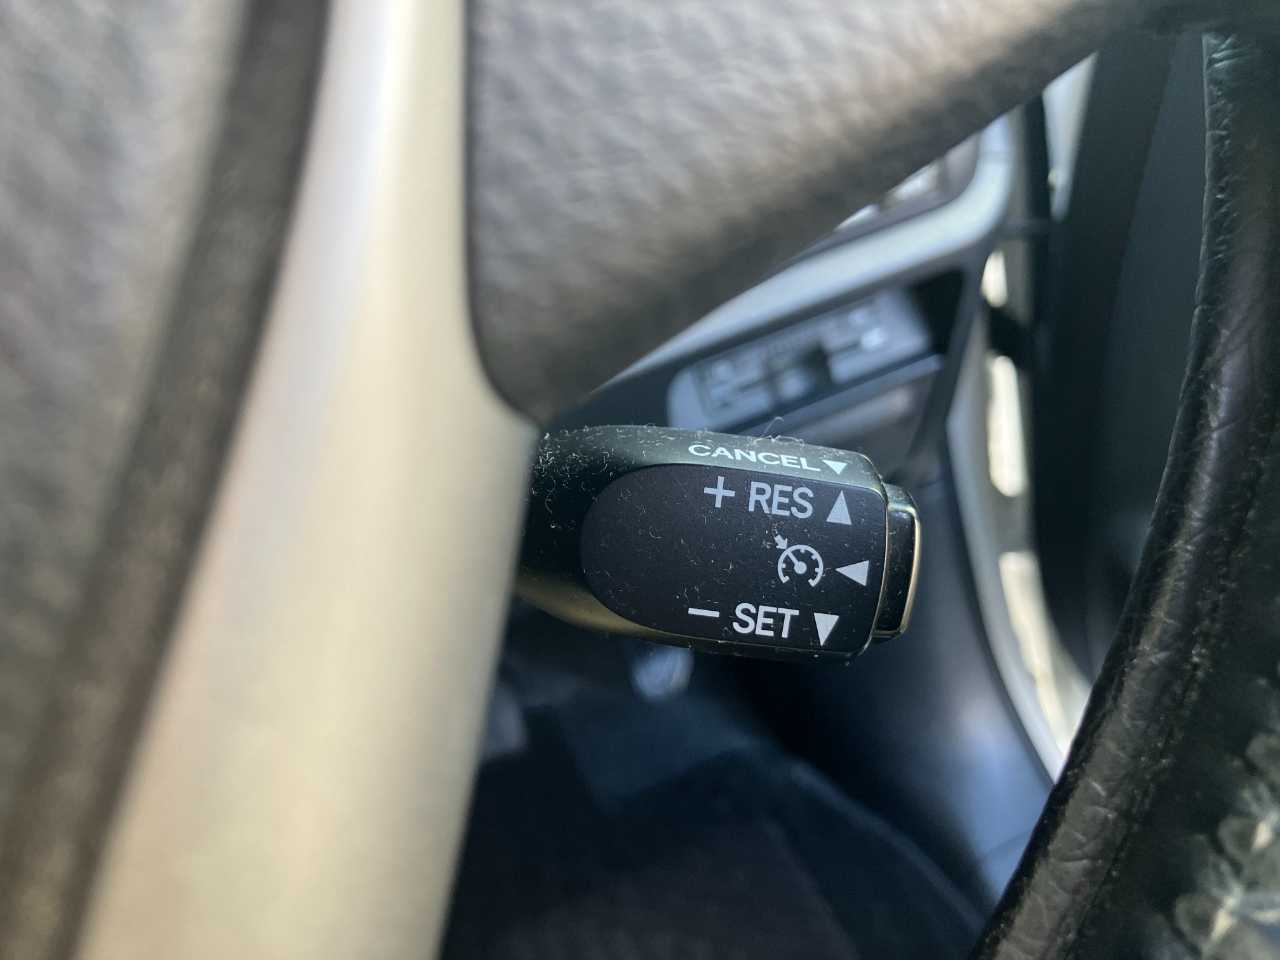 CANCEL▼
+ RES ▲
◀
− SET ▼